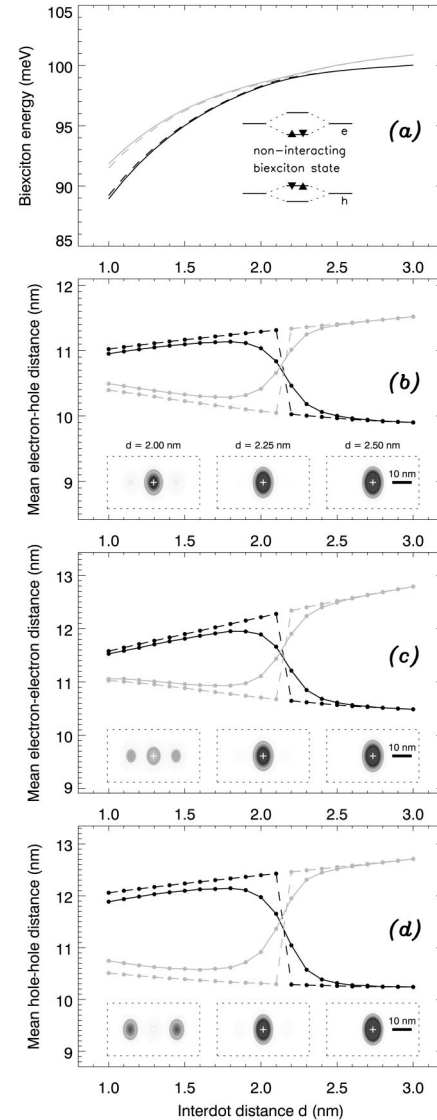 105
100
95
90
85
Biexciton energy (meV)
(a)
e
non-interacting
biexciton state
h
1.0 1.5 2.0 2.5 3.0
12
11
10
9
Mean electron-hole distance (nm)
(b)
d = 2.00 nm d = 2.25 nm d = 2.50 nm
10 nm
1.0 1.5 2.0 2.5 3.0
13
12
11
10
9
Mean electron-electron distance (nm)
(c)
10 nm
1.0 1.5 2.0 2.5 3.0
13
12
11
10
9
Mean hole-hole distance (nm)
(d)
10 nm
1.0 1.5 2.0 2.5 3.0
Interdot distance d (nm)